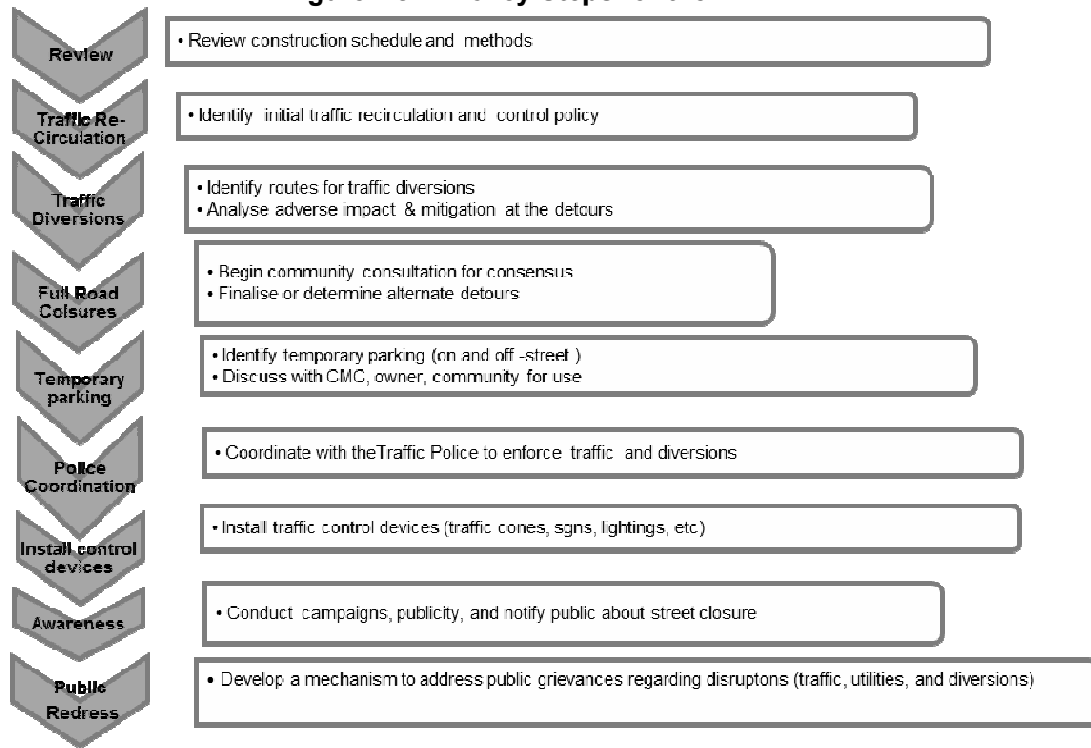 Review
• Review construction schedule and methods
Traffic Re-
Circulation
• Identify initial traffic recirculation and control policy
Traffic
Diversions
• Identify routes for traffic diversions
• Analyse adverse impact & mitigation at the detours
Full Road
Colsures
• Begin community consultation for consensus
• Finalise or determine alternate detours
Temporary
parking
• Identify temporary parking (on and off -street )
• Discuss with CMC, owner, community for use
Police
Coordination
• Coordinate with theTraffic Police to enforce traffic and diversions
Install control
devices
• Install traffic control devices (traffic cones, sgns, lightings, etc)
Awareness
• Conduct campaigns, publicity, and notify public about street closure
Public
Redress
• Develop a mechanism to address public grievances regarding disruptons (traffic, utilities, and diversions)